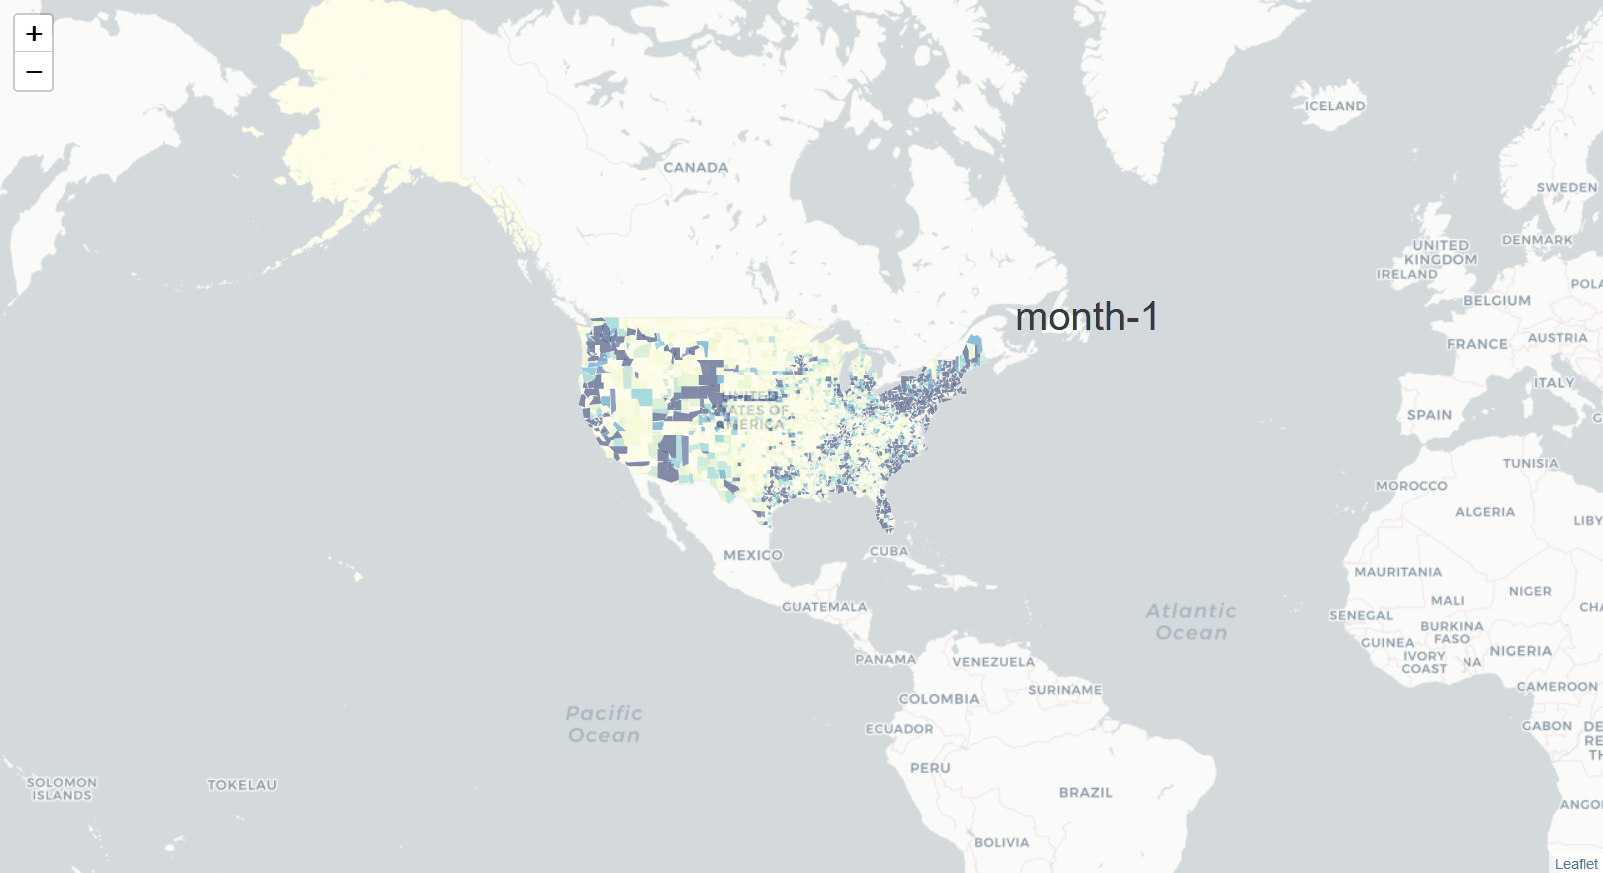 +
−
ICELAND
CANADA
SWEDEN
DENMARK
UNITED
KINGDOM
IRELAND
POLA
BELGIUM
month-1
AUSTRIA
FRANCE
ITALY
UNITED
STATES OF
AMERICA
SPAIN
G
TUNISIA
MOROCCO
ALGERIA
LIBY
MEXICO
CUBA
MAURITANIA
NIGER
GUATEMALA
MALI
CHA
SENEGAL
Atlantic
Ocean
BURKINA
FASO
GUINEA
IVORY
COAST
NA
NIGERIA
PANAMA
VENEZUELA
CAMEROON
SURINAME
COLOMBIA
Pacific
Ocean
ECUADOR
GABON
DE
RE
TH
PERU
SOLOMON
ISLANDS
TOKELAU
BRAZIL
ANGO
BOLIVIA
Leaflet